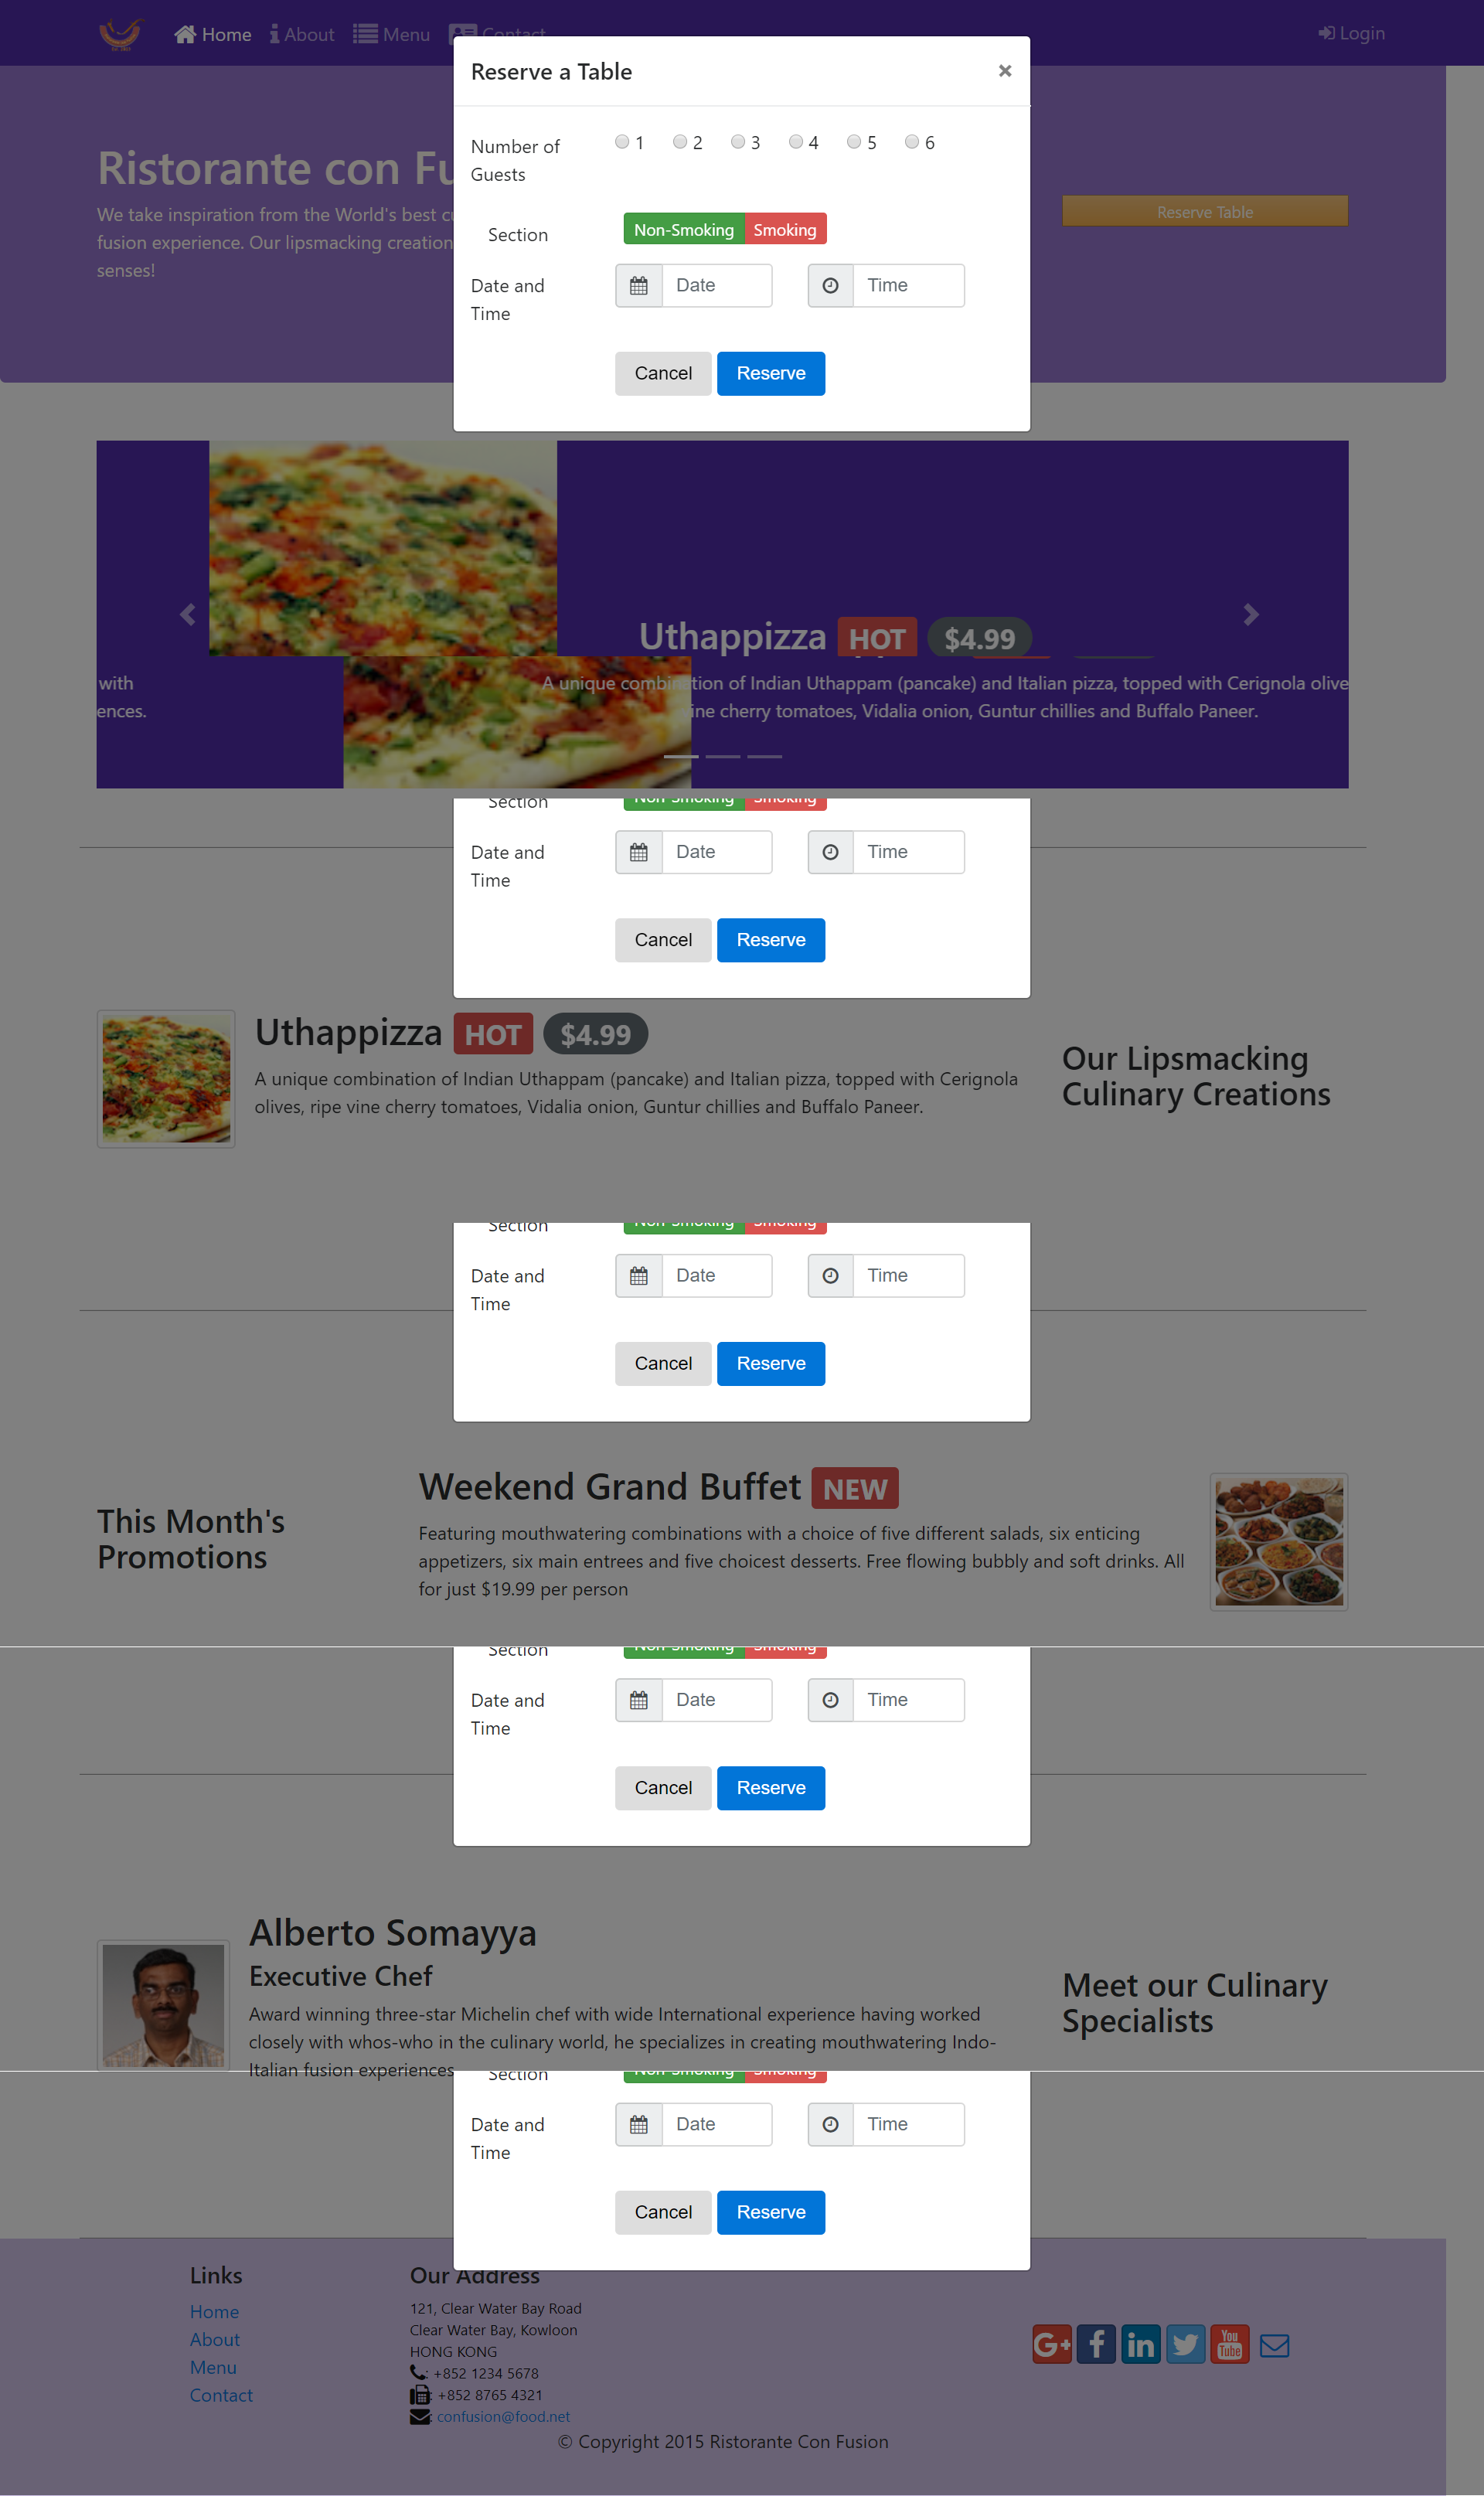 Home About Menu Contact Login
Reserve a Table ×
Number of
Guests
1 2 3 4 5 6
Ristorante con Fu
We take inspiration from the World's best cu
fusion experience. Our lipsmacking creation
senses!
Reserve Table
Section Non-Smoking Smoking
Date and
Time
Date Time
Cancel Reserve
Uthappizza HOT $4.99
with
ences.
A unique combination of Indian Uthappam (pancake) and Italian pizza, topped with Cerignola olive
ine cherry tomatoes, Vidalia onion, Guntur chillies and Buffalo Paneer.
Section Non-Smoking Smoking
Date and
Time
Date Time
Cancel Reserve
Uthappizza HOT $4.99
A unique combination of Indian Uthappam (pancake) and Italian pizza, topped with Cerignola
olives, ripe vine cherry tomatoes, Vidalia onion, Guntur chillies and Buffalo Paneer.
Our Lipsmacking
Culinary Creations
Section Non-Smoking Smoking
Date and
Time
Date Time
Cancel Reserve
This Month's
Promotions
Weekend Grand Buffet NEW
Featuring mouthwatering combinations with a choice of five different salads, six enticing
appetizers, six main entrees and five choicest desserts. Free flowing bubbly and soft drinks. All
for just $19.99 per person
Section Non-Smoking Smoking
Date and
Time
Date Time
Cancel Reserve
Alberto Somayya
Executive Chef
Award winning three-star Michelin chef with wide International experience having worked
closely with whos-who in the culinary world, he specializes in creating mouthwatering Indo-
Italian fusion experiences
Meet our Culinary
Specialists
Section Non-Smoking Smoking
Date and
Time
Date Time
Cancel Reserve
Links
Home
About
Menu
Contact
Our Address
121, Clear Water Bay Road
Clear Water Bay, Kowloon
HONG KONG
: +852 1234 5678
: +852 8765 4321
: confusion@food.net
G+ f in You Tube
© Copyright 2015 Ristorante Con Fusion